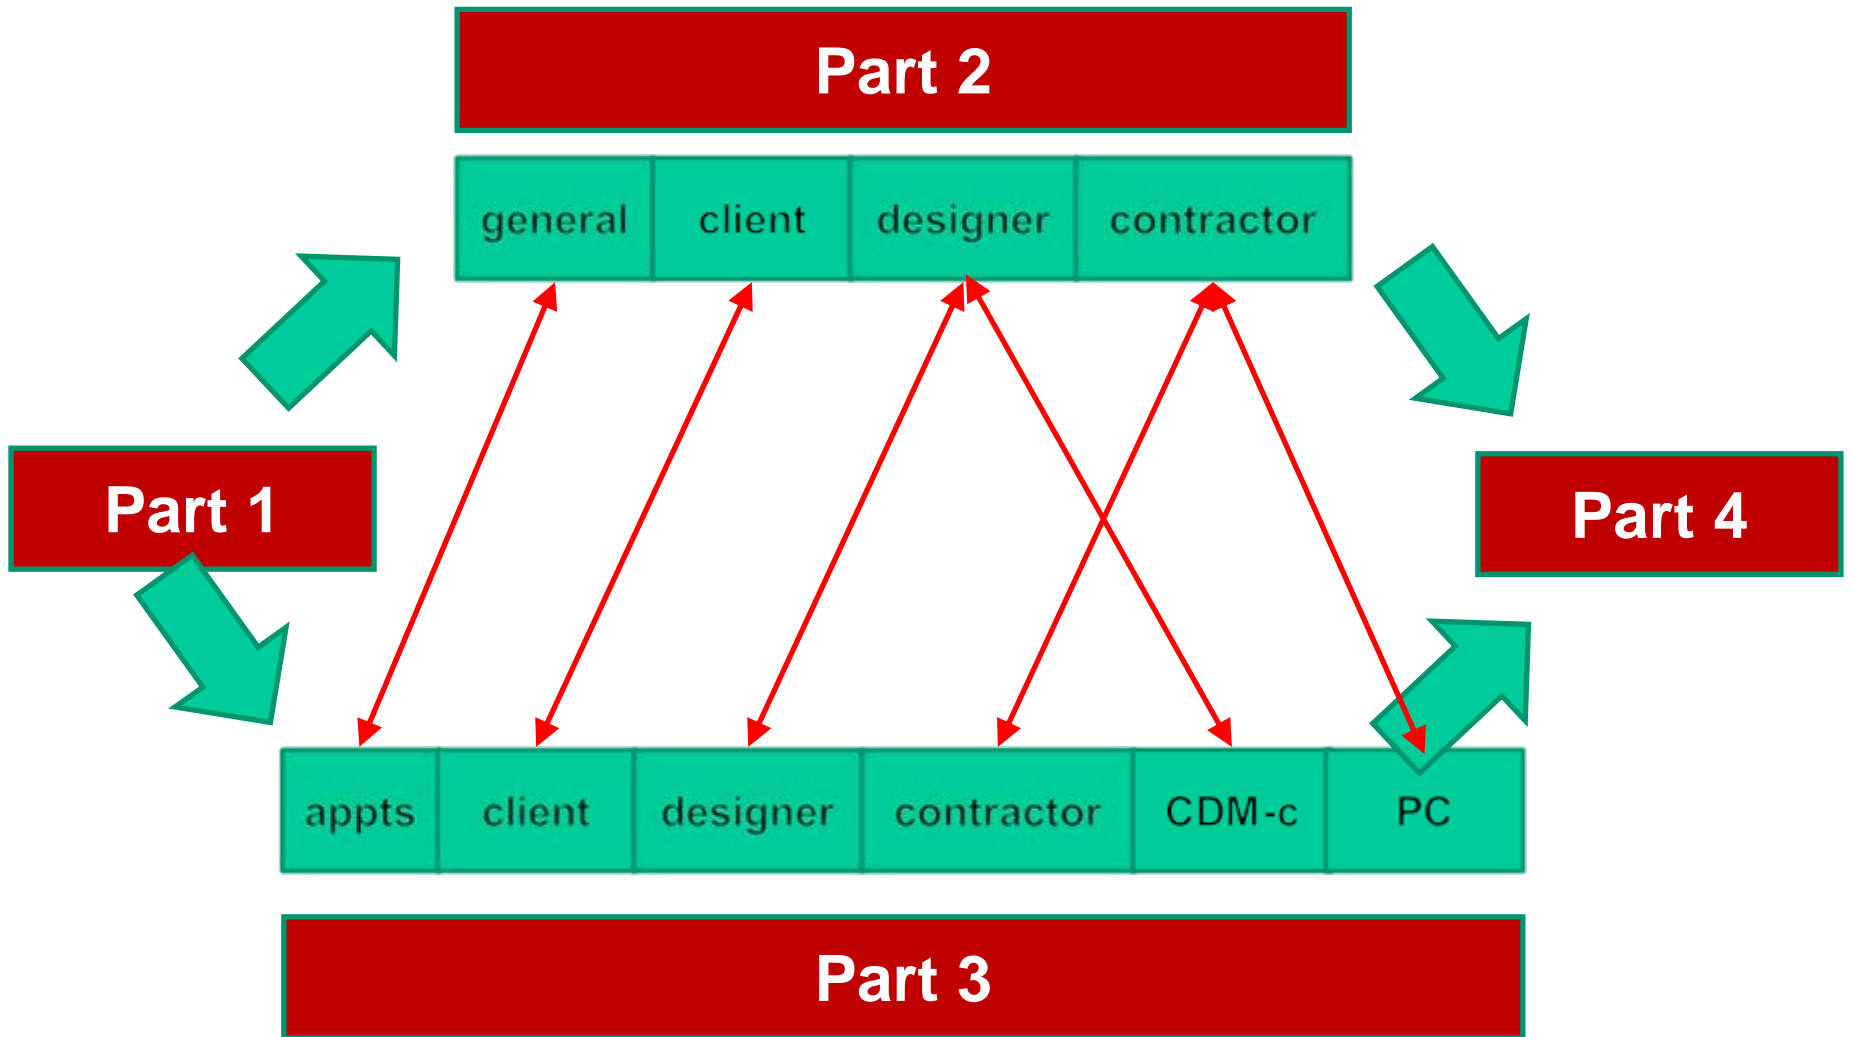 Part 2
general client designer contractor
Part 1
Part 4
appts client designer contractor CDM-c PC
Part 3